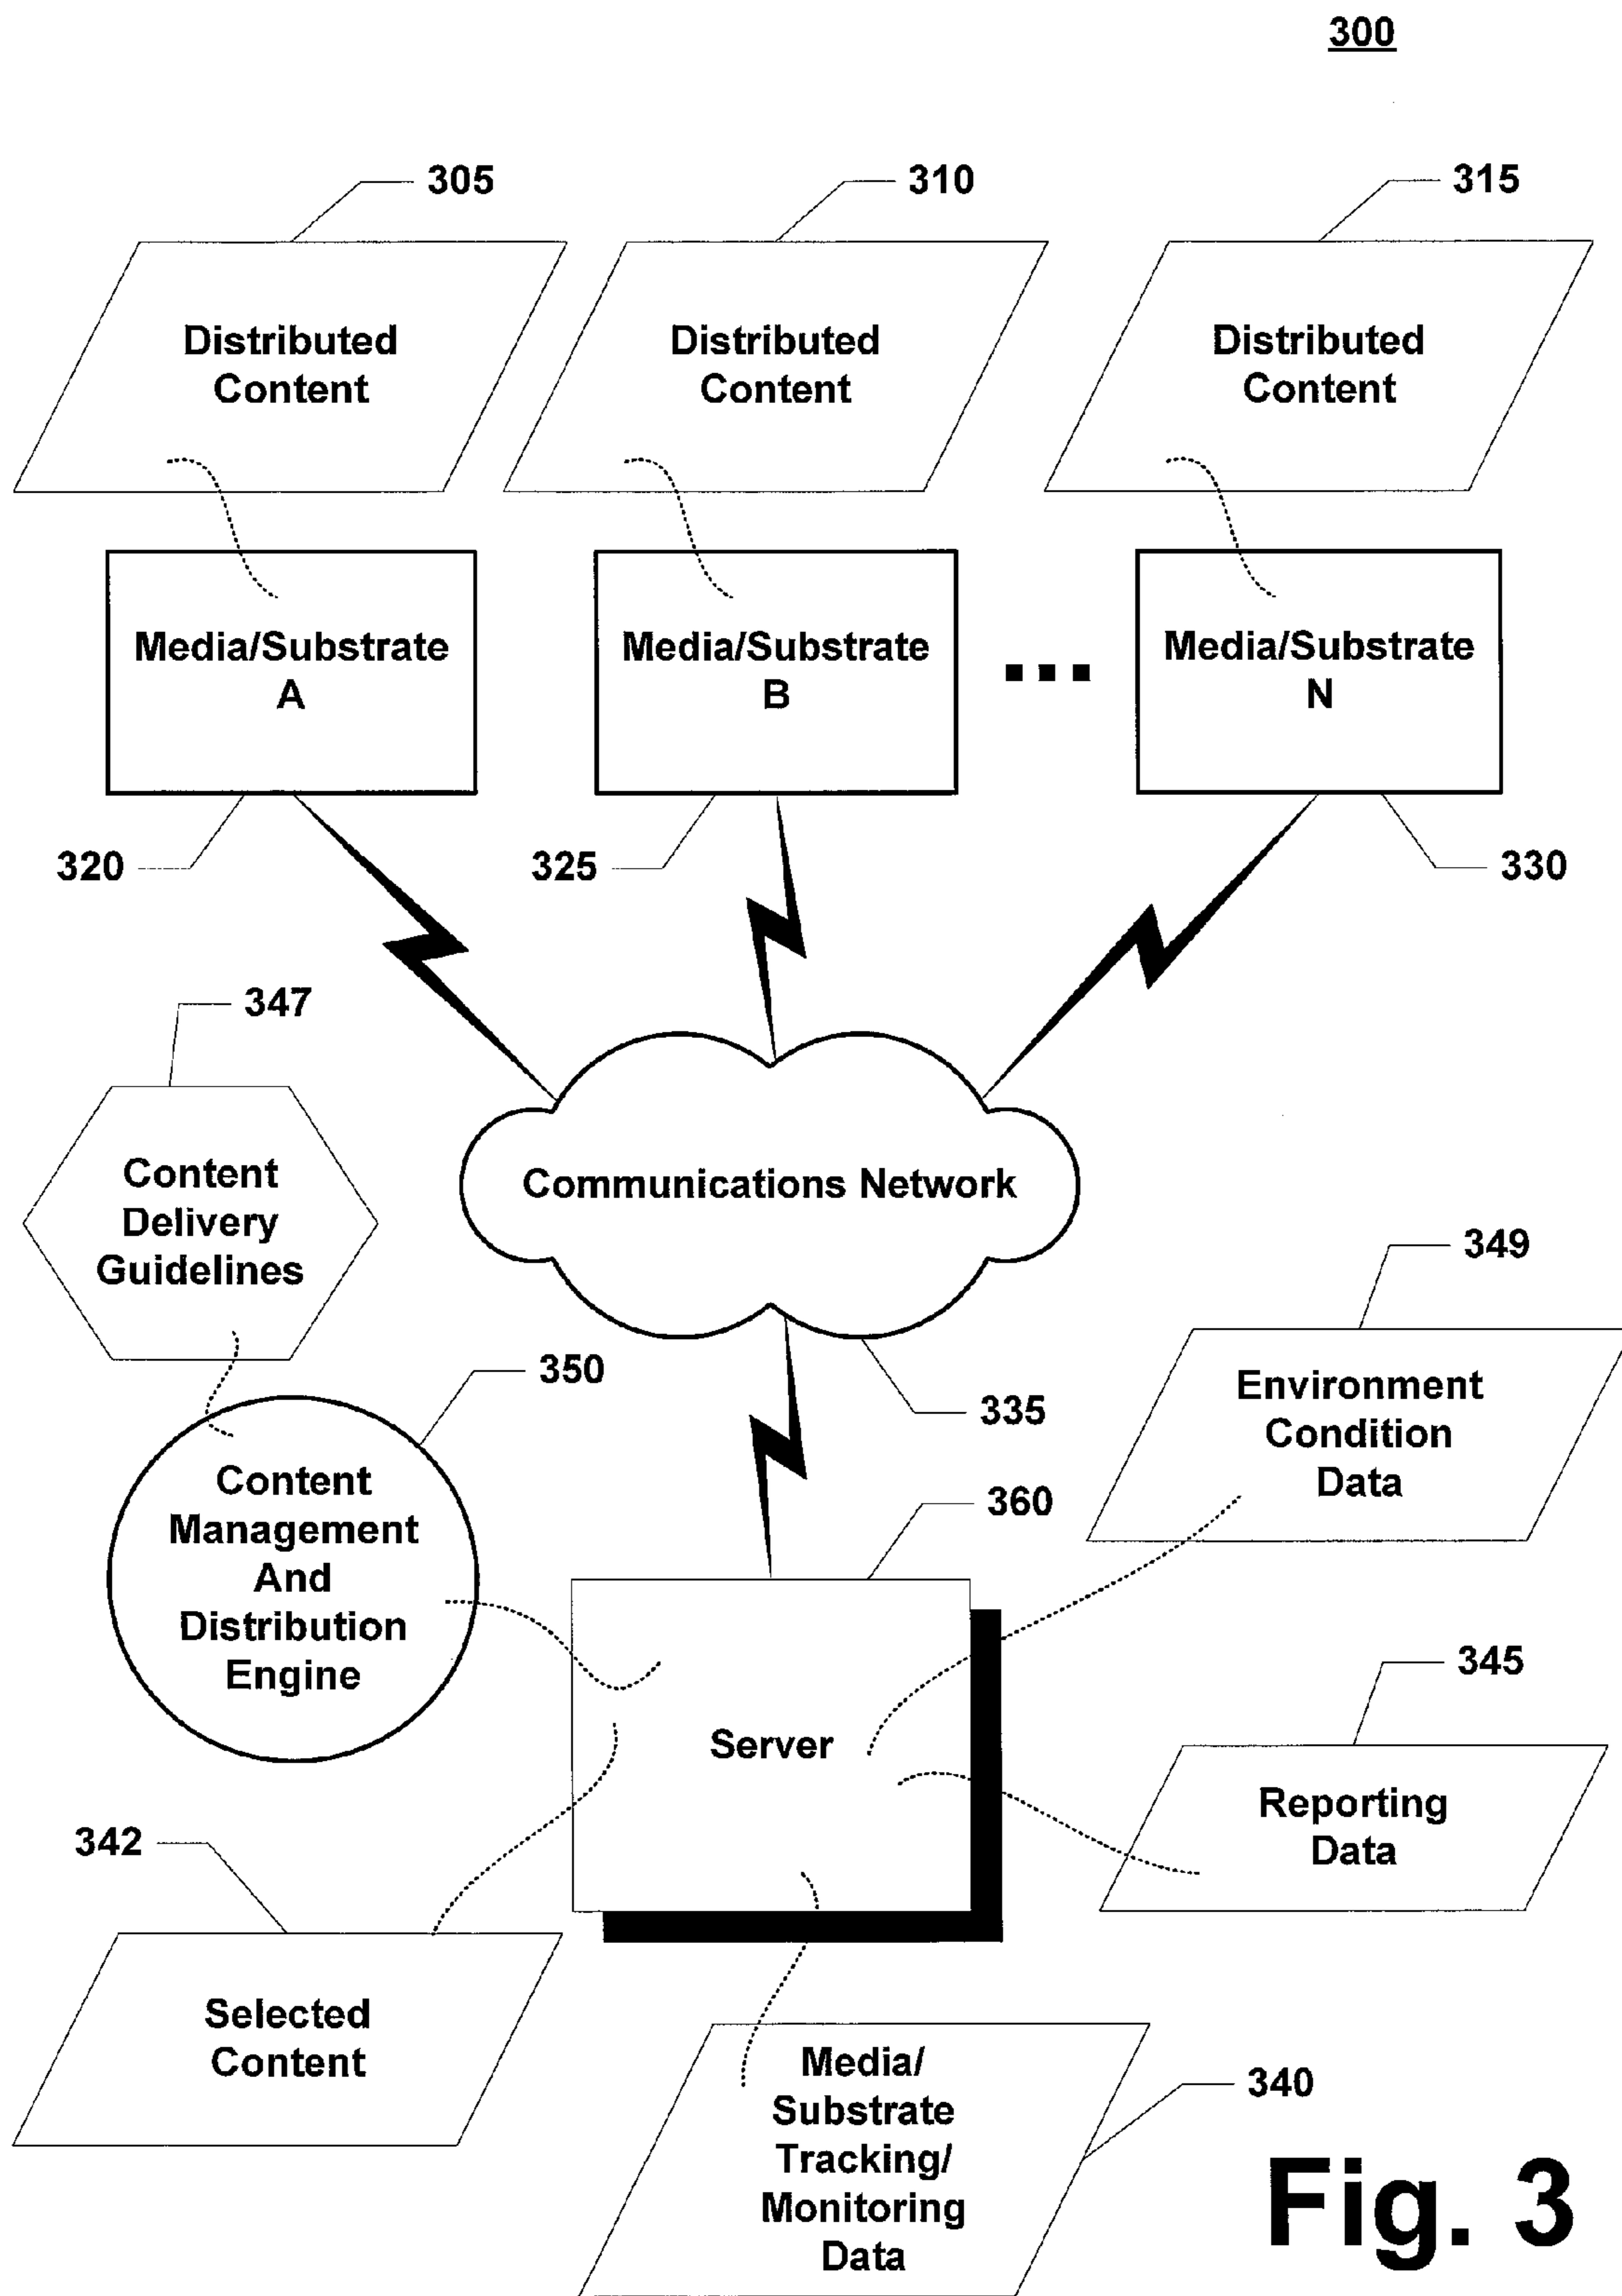 300
305
310
315
Distributed
Content
Distributed
Content
Distributed
Content
Media/Substrate
A
Media/Substrate
B
Media/Substrate
N
320
325
330
347
Content
Delivery
Guidelines
Communications Network
349
350
335
Environment
Condition
Data
Content
Management
And
Distribution
Engine
360
Server
345
Reporting
Data
342
Selected
Content
Media/
Substrate
Tracking/
Monitoring
Data
340
Fig. 3